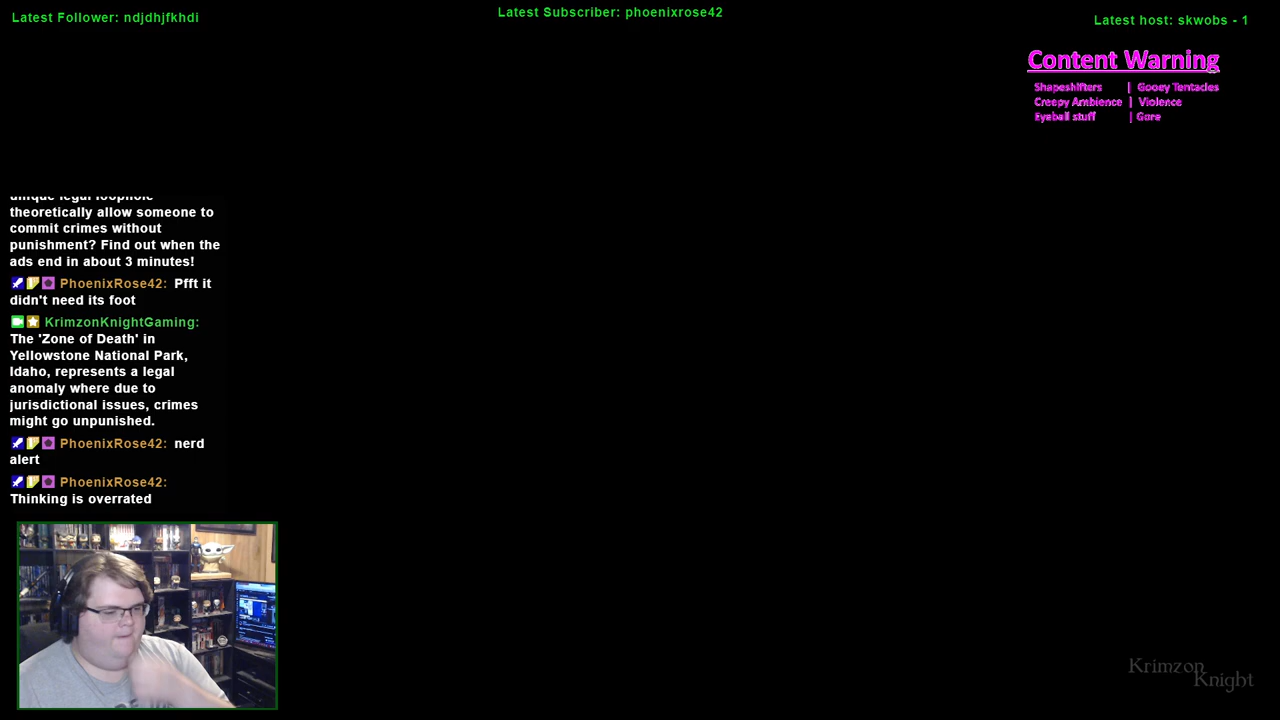 Latest Follower: ndjdhjfkhdi
Latest Subscriber: phoenixrose42
Latest host: skwobs - 1
Content Warning
Shapeshifters | Gooey Tentacles
Creepy Ambience | Violence
Eyeball stuff | Gore
unique legal loophole
theoretically allow someone to
commit crimes without
punishment? Find out when the
ads end in about 3 minutes!
PhoenixRose42: Pfft it
didn't need its foot
KrimzonKnightGaming:
The 'Zone of Death' in
Yellowstone National Park,
Idaho, represents a legal
anomaly where due to
jurisdictional issues, crimes
might go unpunished.
PhoenixRose42: nerd
alert
PhoenixRose42:
Thinking is overrated
Krimzon
Knight